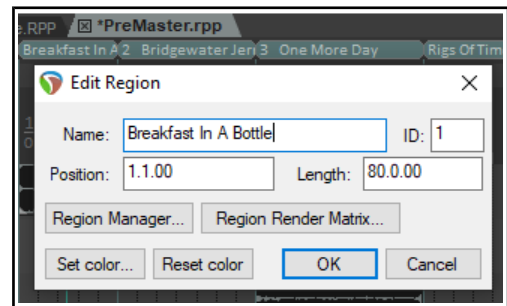 .RPP *PreMaster.rpp
Breakfast In A 2 Bridgewater Jer 3 One More Day Rigs Of Tim
Edit Region
Name: Breakfast In A Bottle ID: 1
Position: 1.1.00 Length: 80.0.00
Region Manager... Region Render Matrix...
Set color... Reset color OK Cancel